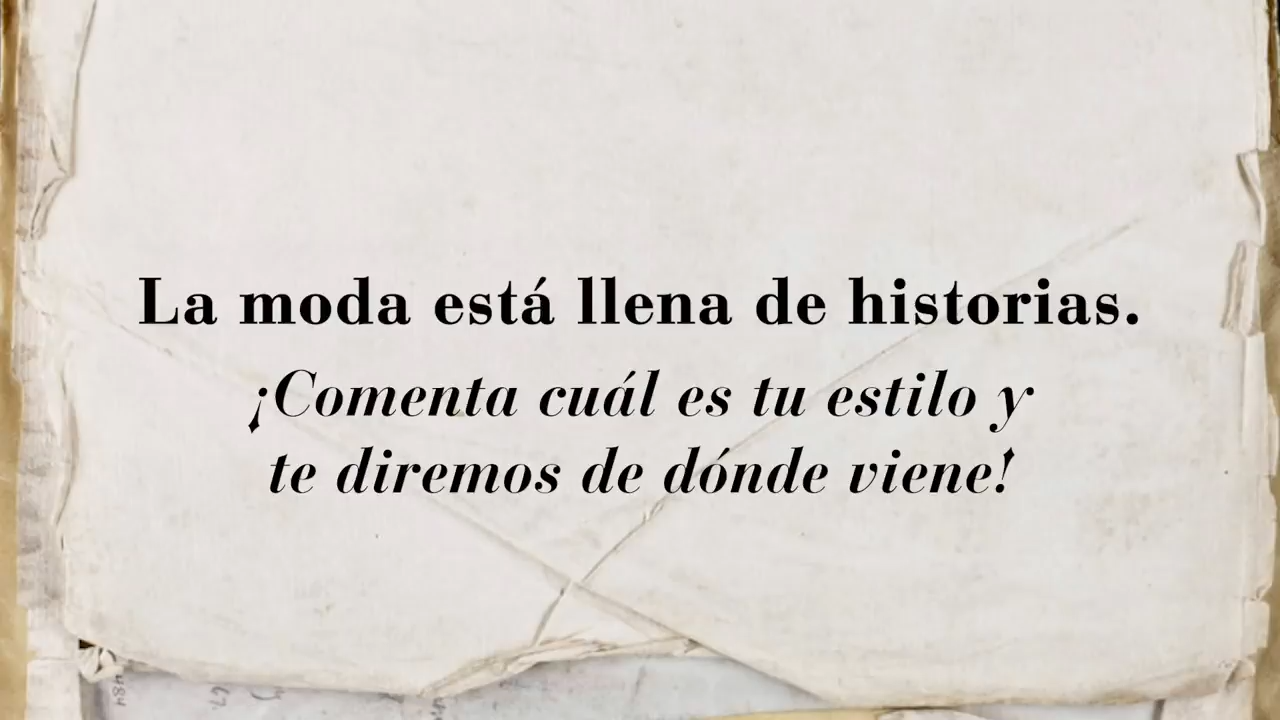 La moda está llena de historias.
¡Comenta cuál es tu estilo y
te diremos de dónde viene!